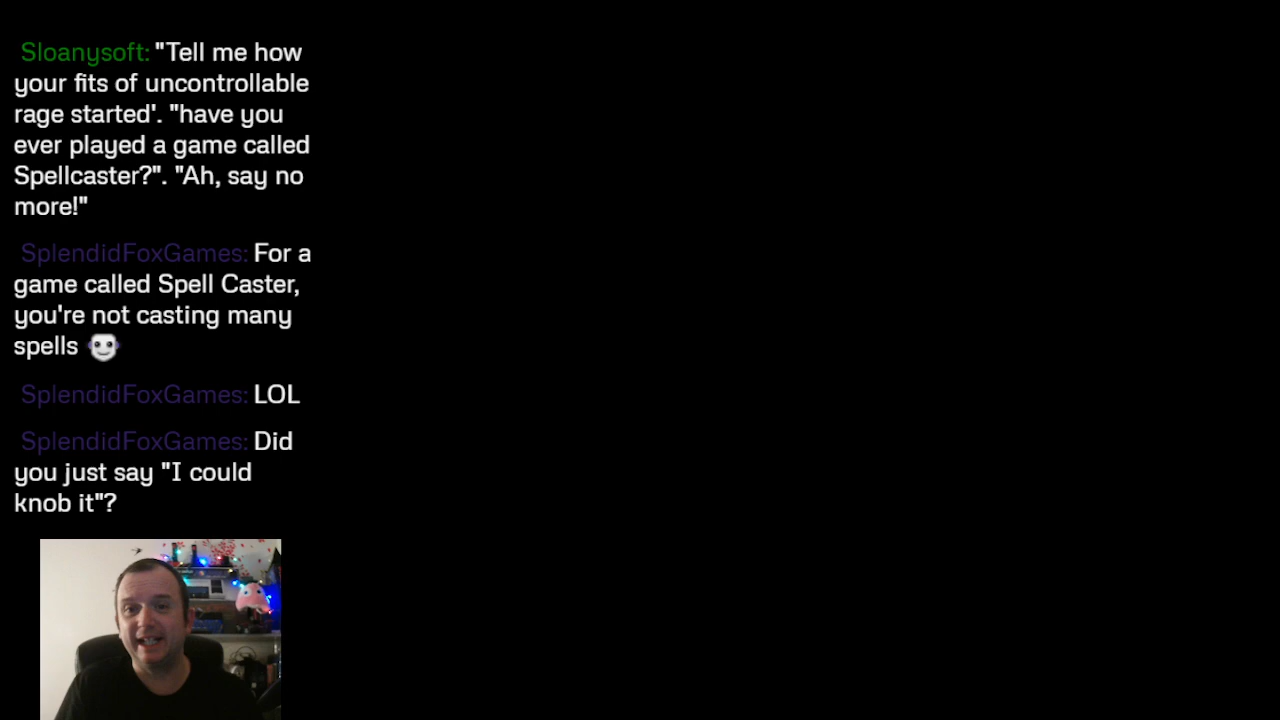 Sloanysoft: "Tell me how
your fits of uncontrollable
rage started'. "have you
ever played a game called
Spellcaster?". "Ah, say no
more!"
SplendidFoxGames: For a
game called Spell Caster,
you're not casting many
spells
SplendidFoxGames: LOL
SplendidFoxGames: Did
you just say "I could
knob it"?